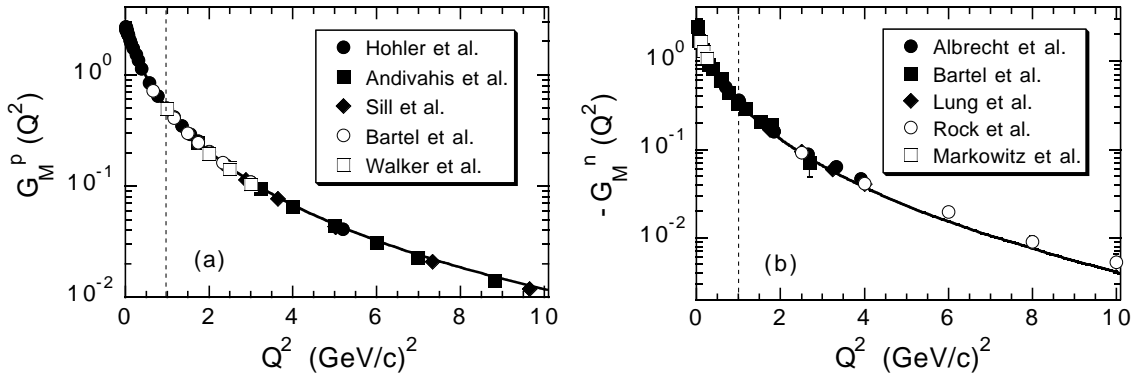 G_M^p (Q^2)
10^0
10^-1
10^-2
Hohler et al.
Andivahis et al.
Sill et al.
Bartel et al.
Walker et al.
(a)
0 2 4 6 8 10
Q^2 (GeV/c)^2
- G_M^n (Q^2)
10^0
10^-1
10^-2
Albrecht et al.
Bartel et al.
Lung et al.
Rock et al.
Markowitz et al.
(b)
0 2 4 6 8 10
Q^2 (GeV/c)^2